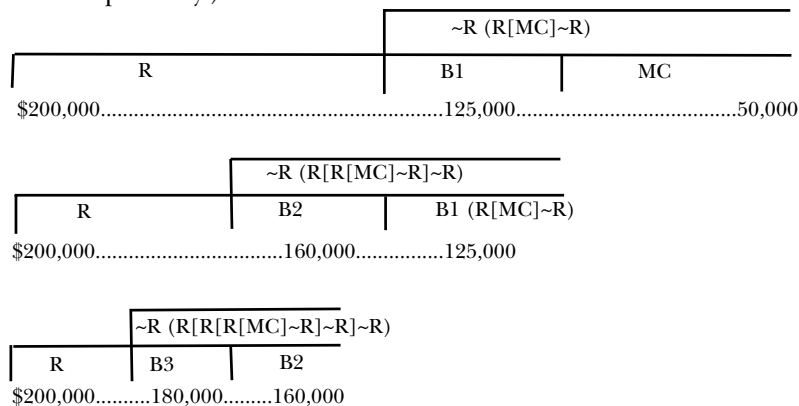 ~R (R[MC]~R)
R B1 MC
$200,000..........................................................125,000.....................................50,000
~R (R[R[MC]~R]~R)
R B2 B1 (R[MC]~R)
$200,000................................160,000...............125,000
~R (R[R[R[MC]~R]~R]~R)
R B3 B2
$200,000.........180,000........160,000